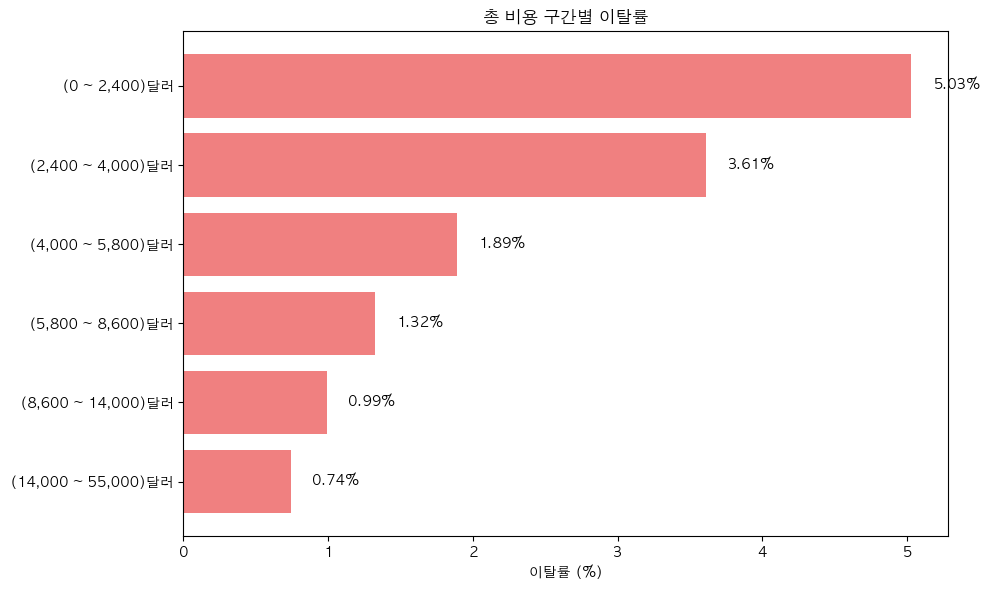 총 비용 구간별 이탈률
(0 ~ 2,400)달러
5.03%
(2,400 ~ 4,000)달러
3.61%
(4,000 ~ 5,800)달러
1.89%
(5,800 ~ 8,600)달러
1.32%
(8,600 ~ 14,000)달러
0.99%
(14,000 ~ 55,000)달러
0.74%
0 1 2 3 4 5
이탈률 (%)